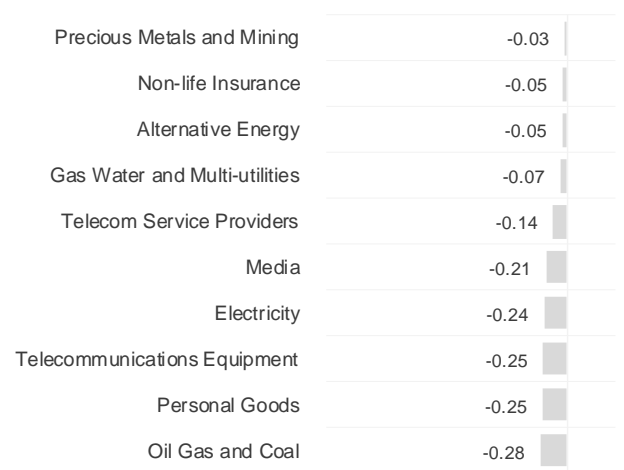 Precious Metals and Mining -0.03
Non-life Insurance -0.05
Alternative Energy -0.05
Gas Water and Multi-utilities -0.07
Telecom Service Providers -0.14
Media -0.21
Electricity -0.24
Telecommunications Equipment -0.25
Personal Goods -0.25
Oil Gas and Coal -0.28